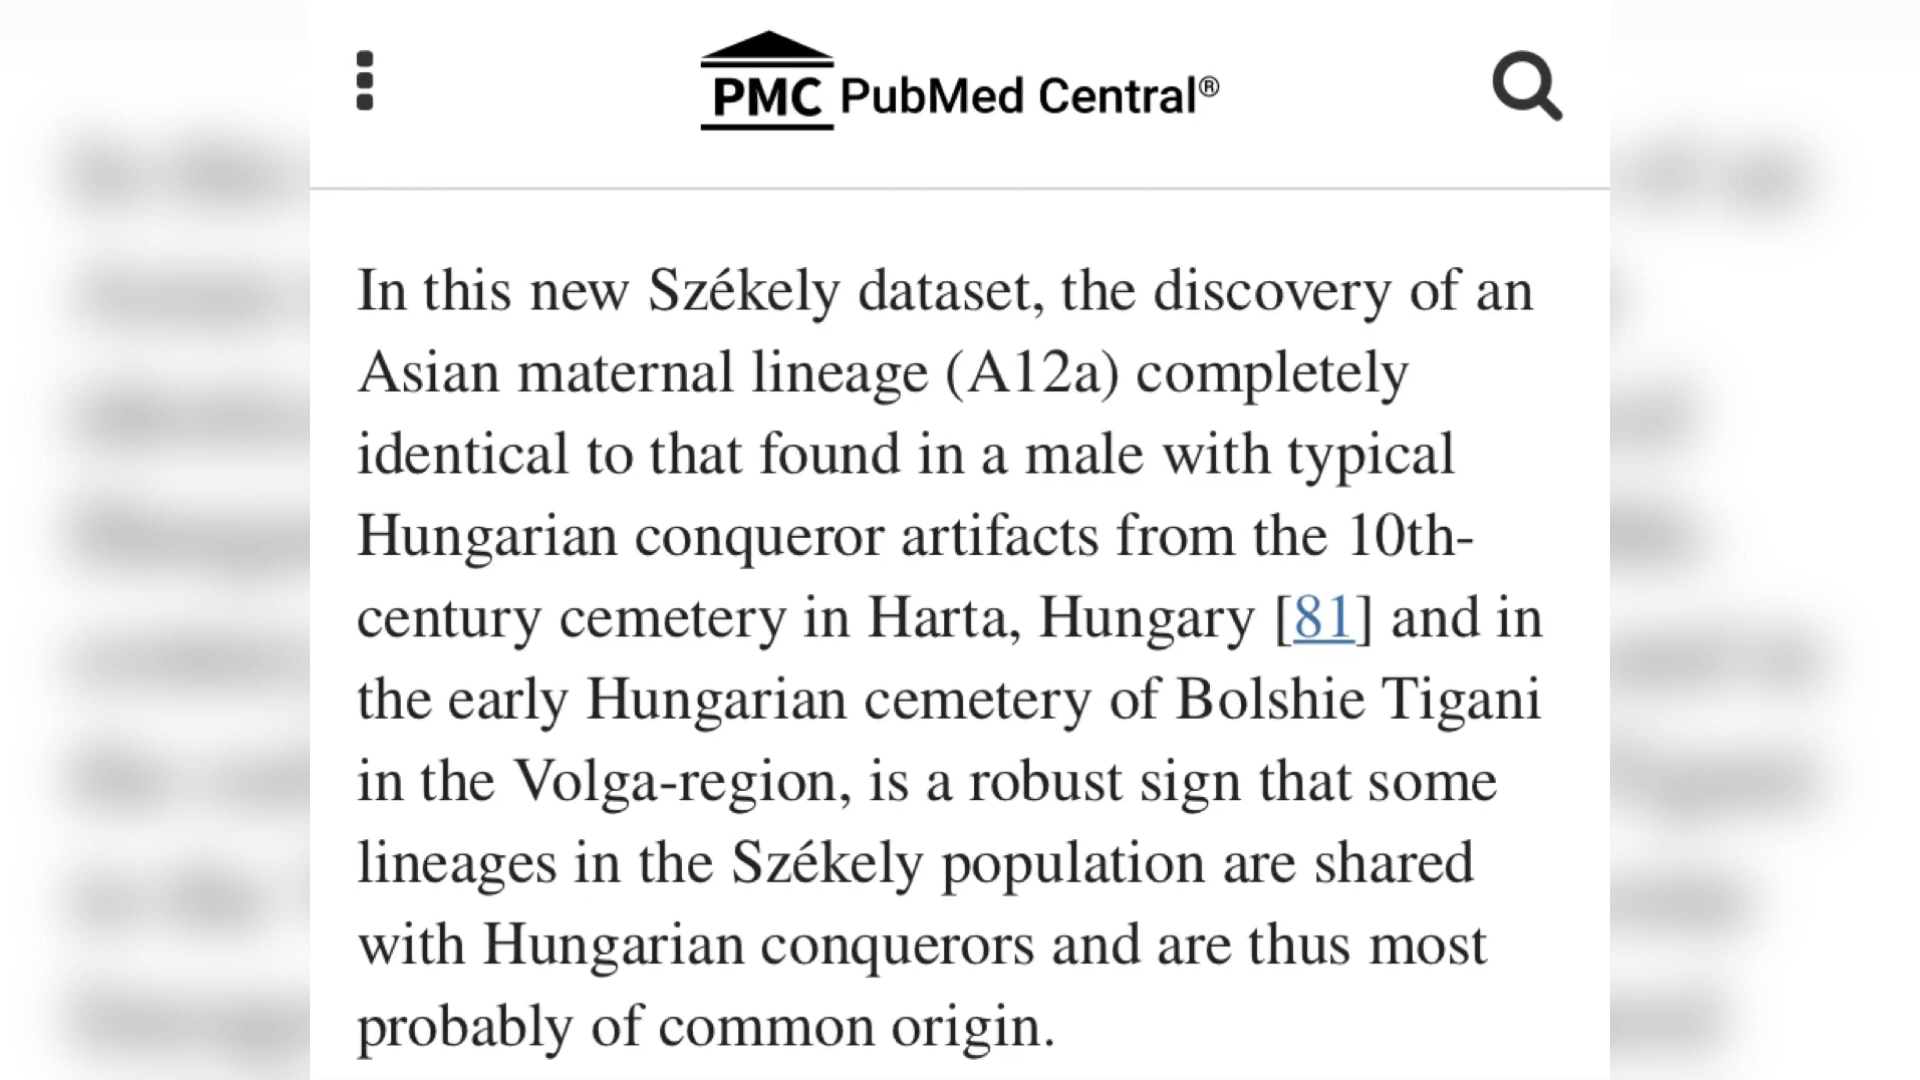 PMC PubMed Central®
In this new Székely dataset, the discovery of an
Asian maternal lineage (A12a) completely
identical to that found in a male with typical
Hungarian conqueror artifacts from the 10th-
century cemetery in Harta, Hungary [81] and in
the early Hungarian cemetery of Bolshie Tigani
in the Volga-region, is a robust sign that some
lineages in the Székely population are shared
with Hungarian conquerors and are thus most
probably of common origin.